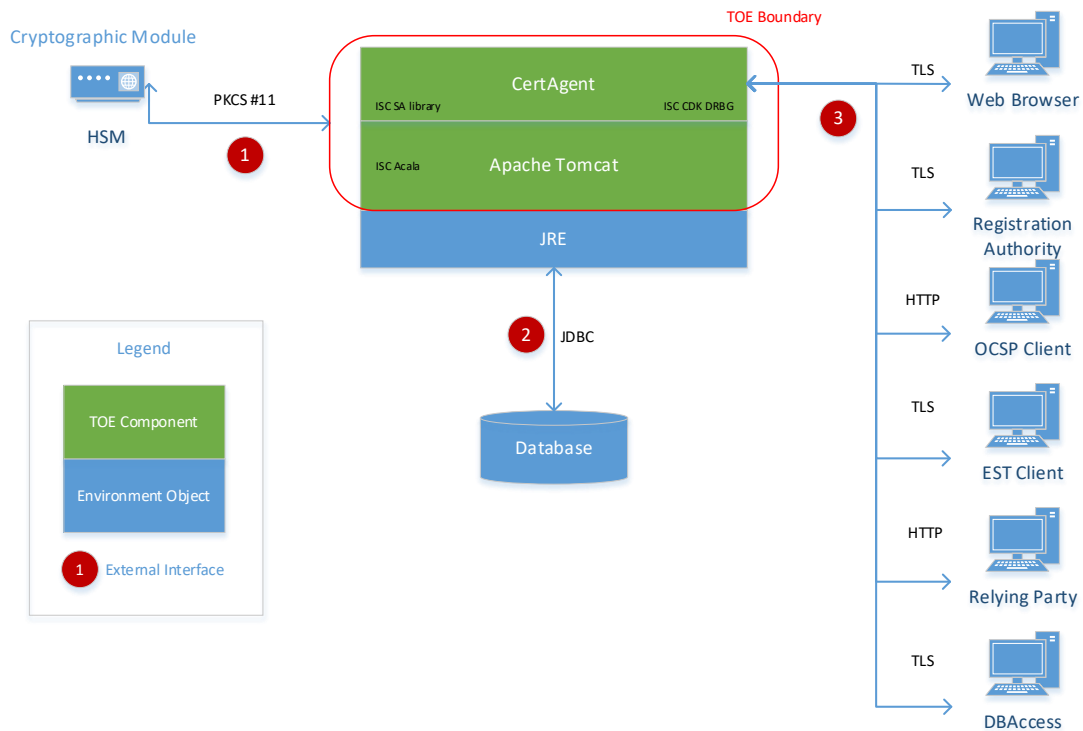 TOE Boundary
Cryptographic Module
HSM
PKCS #11
1
CertAgent
ISC SA library
ISC CDK DRBG
ISC Acala
Apache Tomcat
JRE
2
JDBC
Database
3
TLS
Web Browser
TLS
Registration
Authority
HTTP
OCSP Client
TLS
EST Client
HTTP
Relying Party
TLS
DBAccess
Legend
TOE Component
Environment Object
1
External Interface